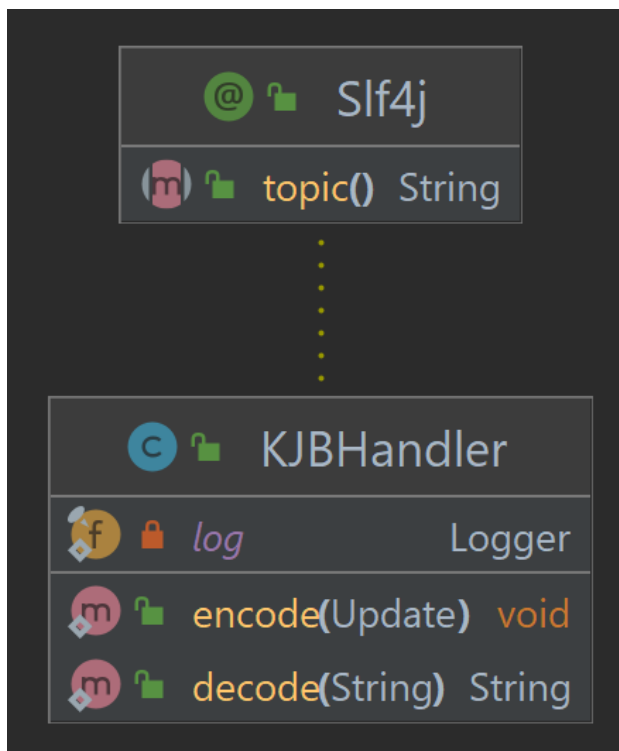 @ Slf4j
m topic() String
C KJBHandler
f log Logger
m encode(Update) void
m decode(String) String